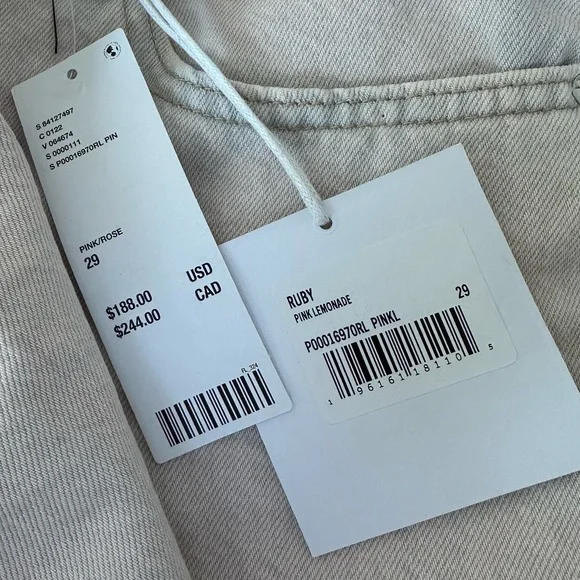 S 84127497
C 0122
V 064674
S 0000111
S P00016970RL PIN
PINK/ROSE
29
$188.00 USD
$244.00 CAD
FL_324
RUBY
PINK LEMONADE
29
P00016970RL PINKL
1 96161 18110 5